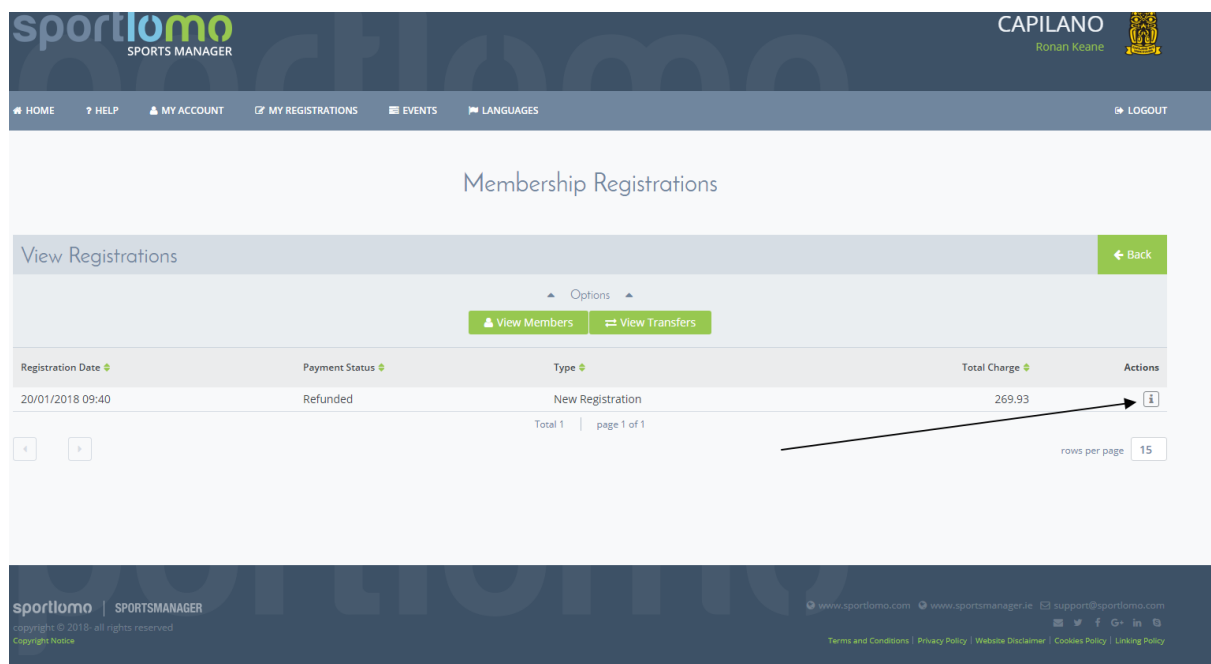 sportlomo
SPORTS MANAGER
CAPILANO
Ronan Keane
HOME ? HELP MY ACCOUNT MY REGISTRATIONS EVENTS LANGUAGES LOGOUT
Membership Registrations
View Registrations Back
Options
View Members View Transfers
Registration Date Payment Status Type Total Charge Actions
20/01/2018 09:40 Refunded New Registration 269.93 i
Total 1 | page 1 of 1
rows per page 15
sportlomo | SPORTSMANAGER www.sportlomo.com www.sportsmanager.ie support@sportlomo.com
copyright © 2018- all rights reserved
Copyright Notice Terms and Conditions | Privacy Policy | Website Disclaimer | Cookies Policy | Linking Policy